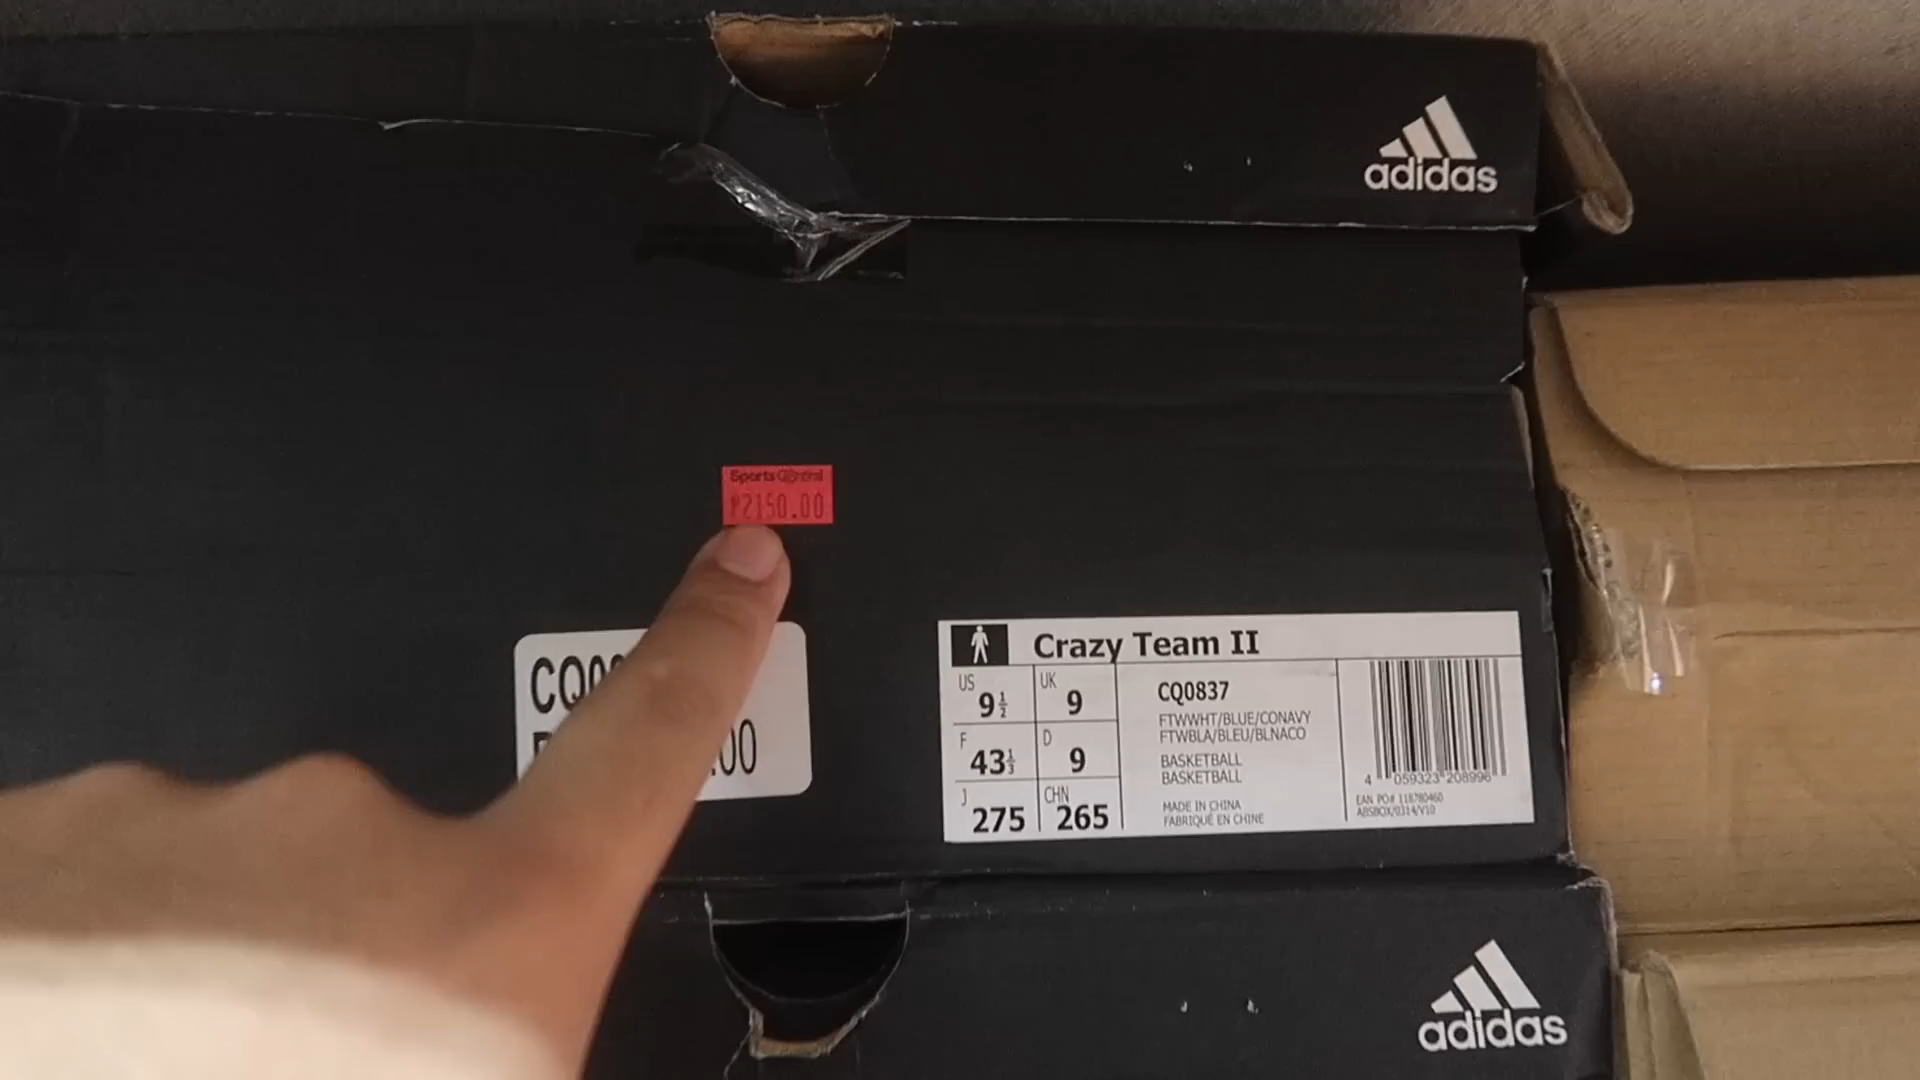 adidas
Sports Central
₱2150.00
CQ0
.00
Crazy Team II
US 9½
UK 9
F 43⅓
D 9
J 275
CHN 265
CQ0837
FTWWHT/BLUE/CONAVY
FTWBLA/BLEU/BLNACO
BASKETBALL
BASKETBALL
MADE IN CHINA
FABRIQUÉ EN CHINE
4 059323 208996
EAN PO# 118780460
ABSBOX/0314/V10
adidas